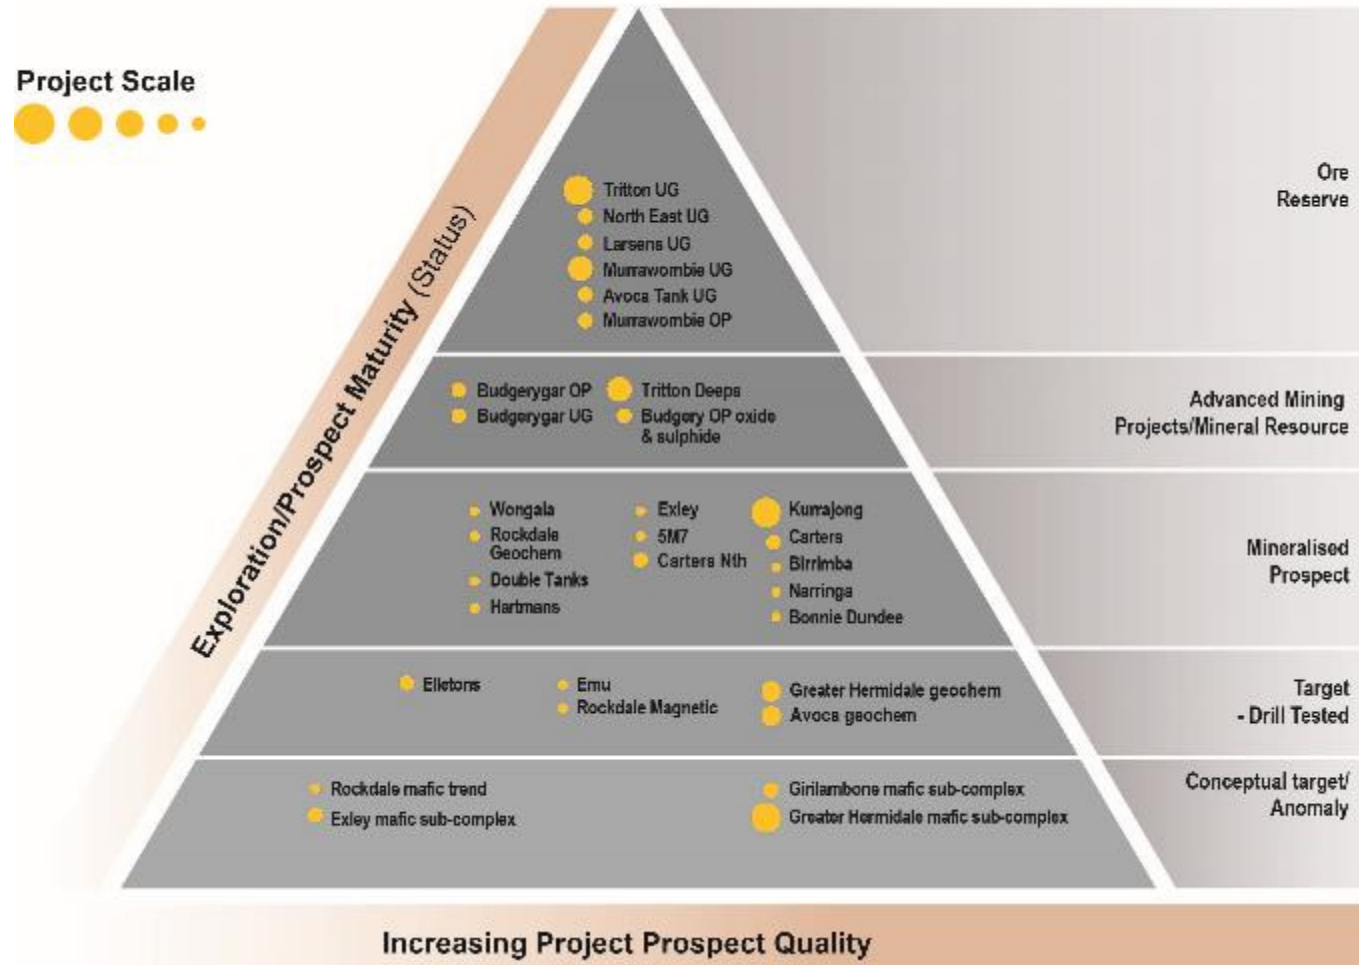 Project Scale
Exploration/Prospect Maturity (Status)
Tritton UG
North East UG
Larsens UG
Murrawombie UG
Avoca Tank UG
Murrawombie OP
Ore
Reserve
Budgerygar OP
Budgerygar UG
Tritton Deeps
Budgery OP oxide
& sulphide
Advanced Mining
Projects/Mineral Resource
Wongala
Rockdale
Geochem
Double Tanks
Hartmans
Exley
5M7
Carters Nth
Kurrajong
Carters
Birrimba
Narringa
Bonnie Dundee
Mineralised
Prospect
Elletons
Emu
Rockdale Magnetic
Greater Hermidale geochem
Avoca geochem
Target
- Drill Tested
Rockdale mafic trend
Exley mafic sub-complex
Girilambone mafic sub-complex
Greater Hermidale mafic sub-complex
Conceptual target/
Anomaly
Increasing Project Prospect Quality